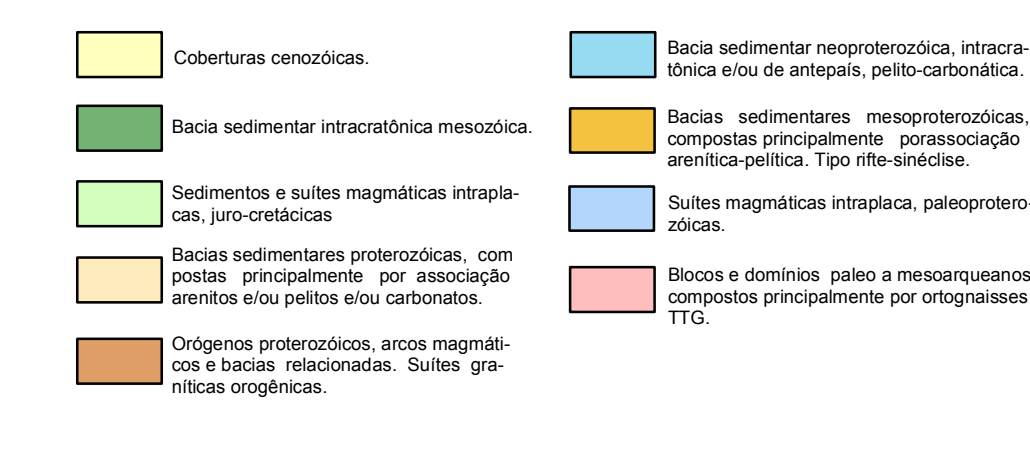 Coberturas cenozóicas.
Bacia sedimentar intracratônica mesozóica.
Sedimentos e suítes magmáticas intrapla-
cas, juro-cretácicas
Bacias sedimentares proterozóicas, com
postas principalmente por associação
arenitos e/ou pelitos e/ou carbonatos.
Orógenos proterozóicos, arcos magmáti-
cos e bacias relacionadas. Suítes gra-
níticas orogênicas.
Bacia sedimentar neoproterozóica, intracra-
tônica e/ou de antepaís, pelito-carbonática.
Bacias sedimentares mesoproterozóicas,
compostas principalmente porassociação
arenítica-pelítica. Tipo rifte-sinéclise.
Suítes magmáticas intraplaca, paleoprotero-
zóicas.
Blocos e domínios paleo a mesoarqueanos
compostos principalmente por ortognaisses
TTG.